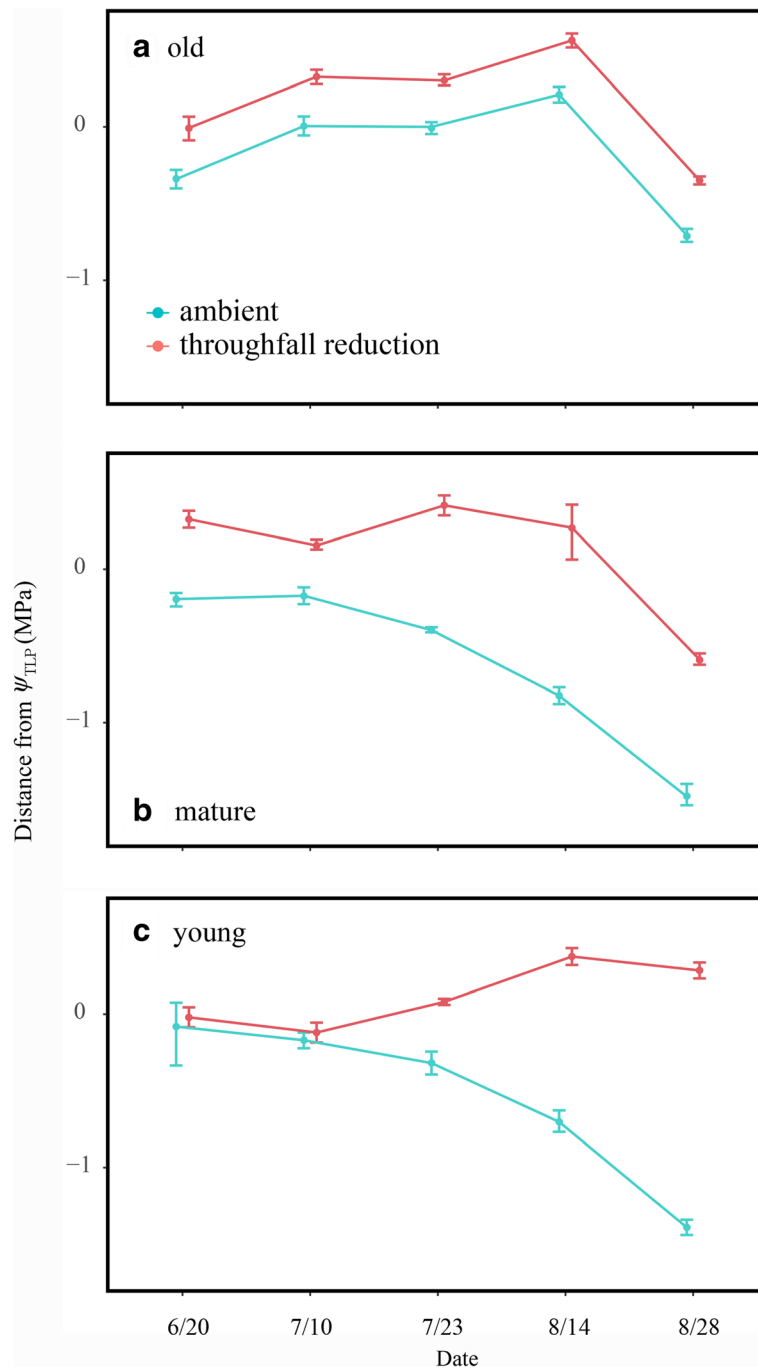 a old
0
−1
ambient
throughfall reduction
0
−1
b mature
Distance from ΨTLP (MPa)
c young
0
−1
6/20 7/10 7/23 8/14 8/28
Date